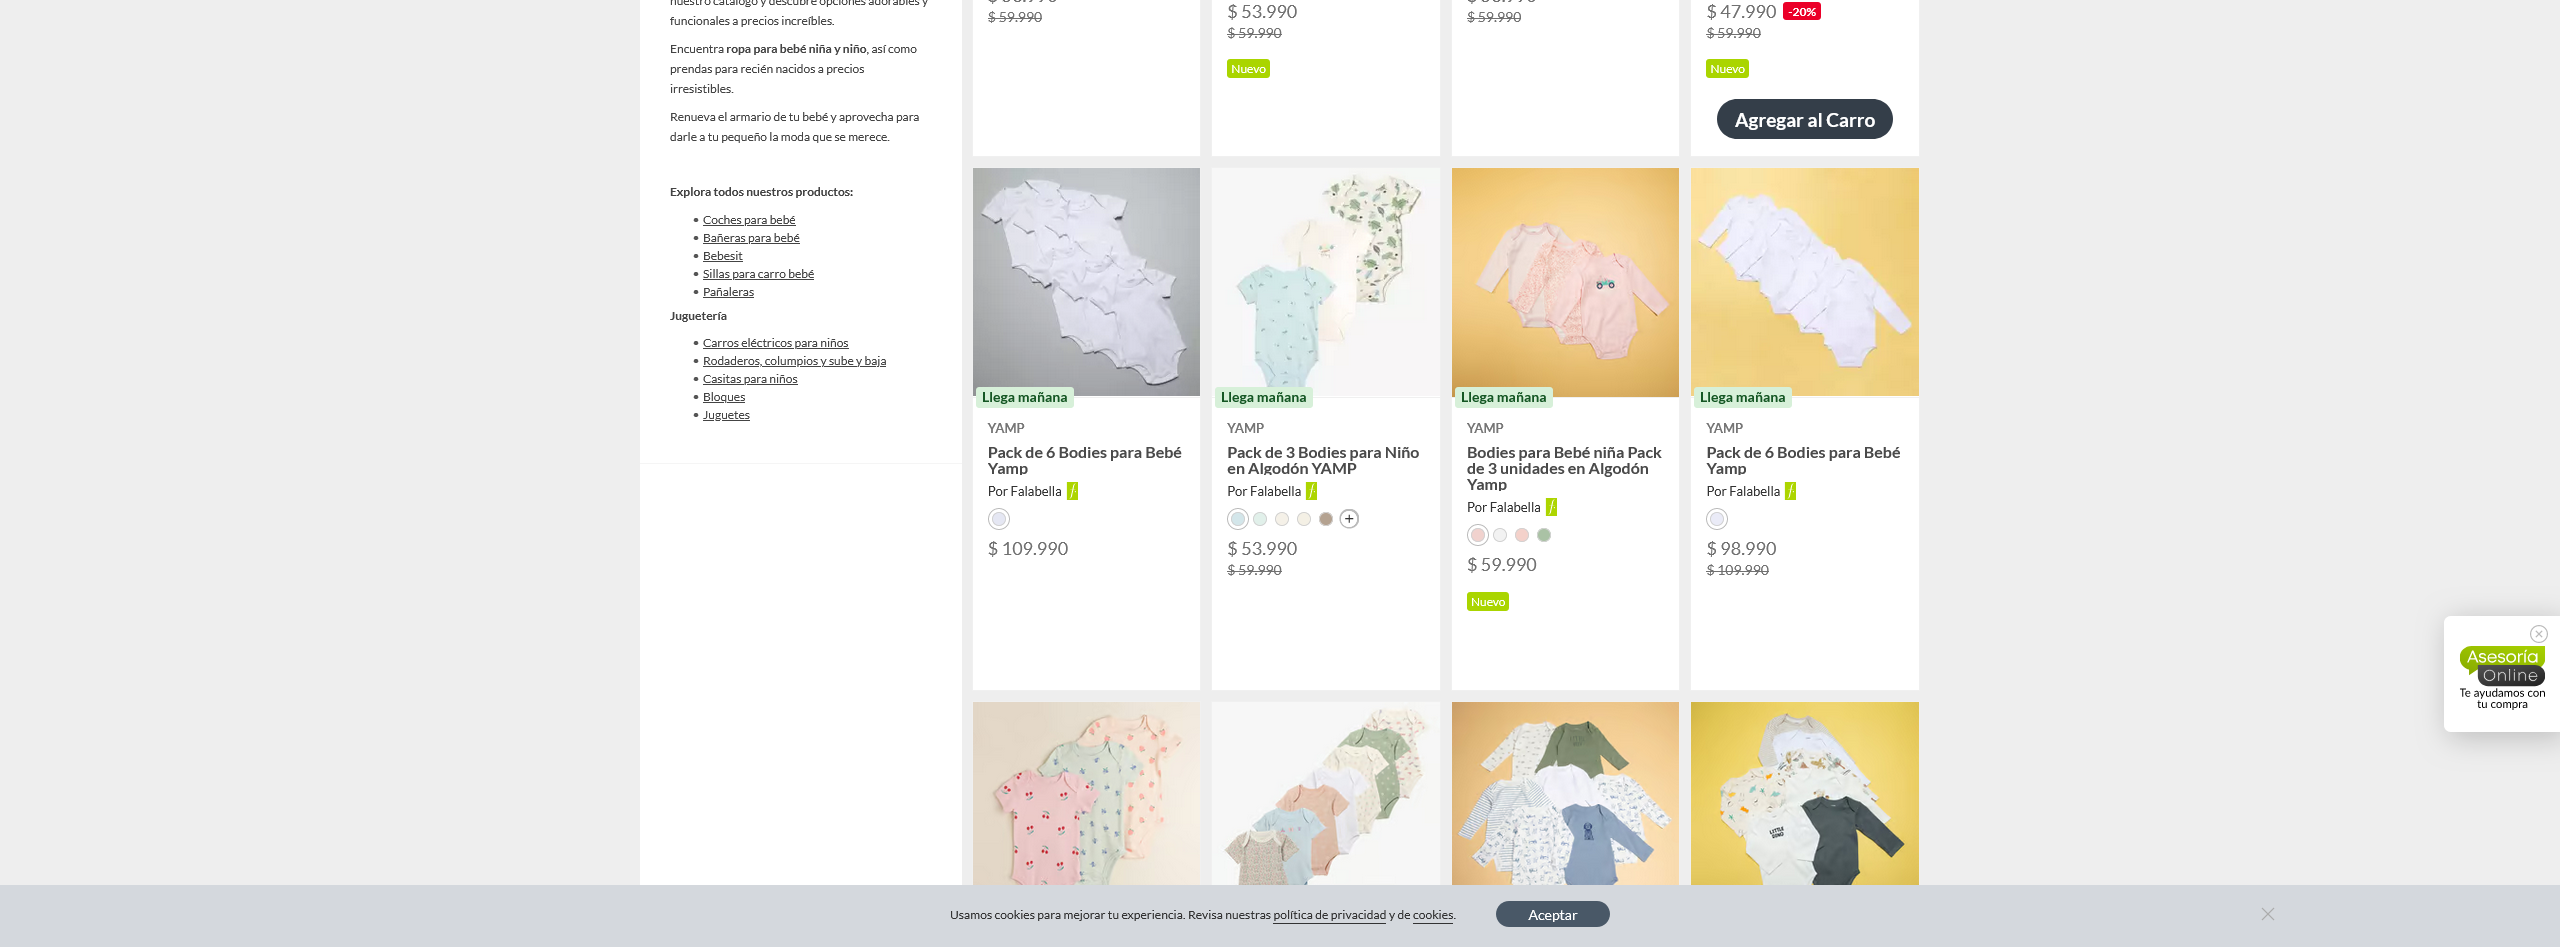 nuestro catálogo y descubre opciones adorables y
funcionales a precios increíbles.
Encuentra ropa para bebé niña y niño, así como
prendas para recién nacidos a precios
irresistibles.
Renueva el armario de tu bebé y aprovecha para
darle a tu pequeño la moda que se merece.
Explora todos nuestros productos:
• Coches para bebé
• Bañeras para bebé
• Bebesit
• Sillas para carro bebé
• Pañaleras
Juguetería
• Carros eléctricos para niños
• Rodaderos, columpios y sube y baja
• Casitas para niños
• Bloques
• Juguetes
$ 59.990
$ 53.990
$ 59.990
Nuevo
$ 59.990
$ 47.990 -20%
$ 59.990
Nuevo
Agregar al Carro
Llega mañana
YAMP
Pack de 6 Bodies para Bebé
Yamp
Por Falabella
$ 109.990
Llega mañana
YAMP
Pack de 3 Bodies para Niño
en Algodón YAMP
Por Falabella
+
$ 53.990
$ 59.990
Llega mañana
YAMP
Bodies para Bebé niña Pack
de 3 unidades en Algodón
Yamp
Por Falabella
$ 59.990
Nuevo
Llega mañana
YAMP
Pack de 6 Bodies para Bebé
Yamp
Por Falabella
$ 98.990
$ 109.990
LITTLE
DINO
Asesoría
Online
Te ayudamos con
tu compra
Usamos cookies para mejorar tu experiencia. Revisa nuestras política de privacidad y de cookies.
Aceptar